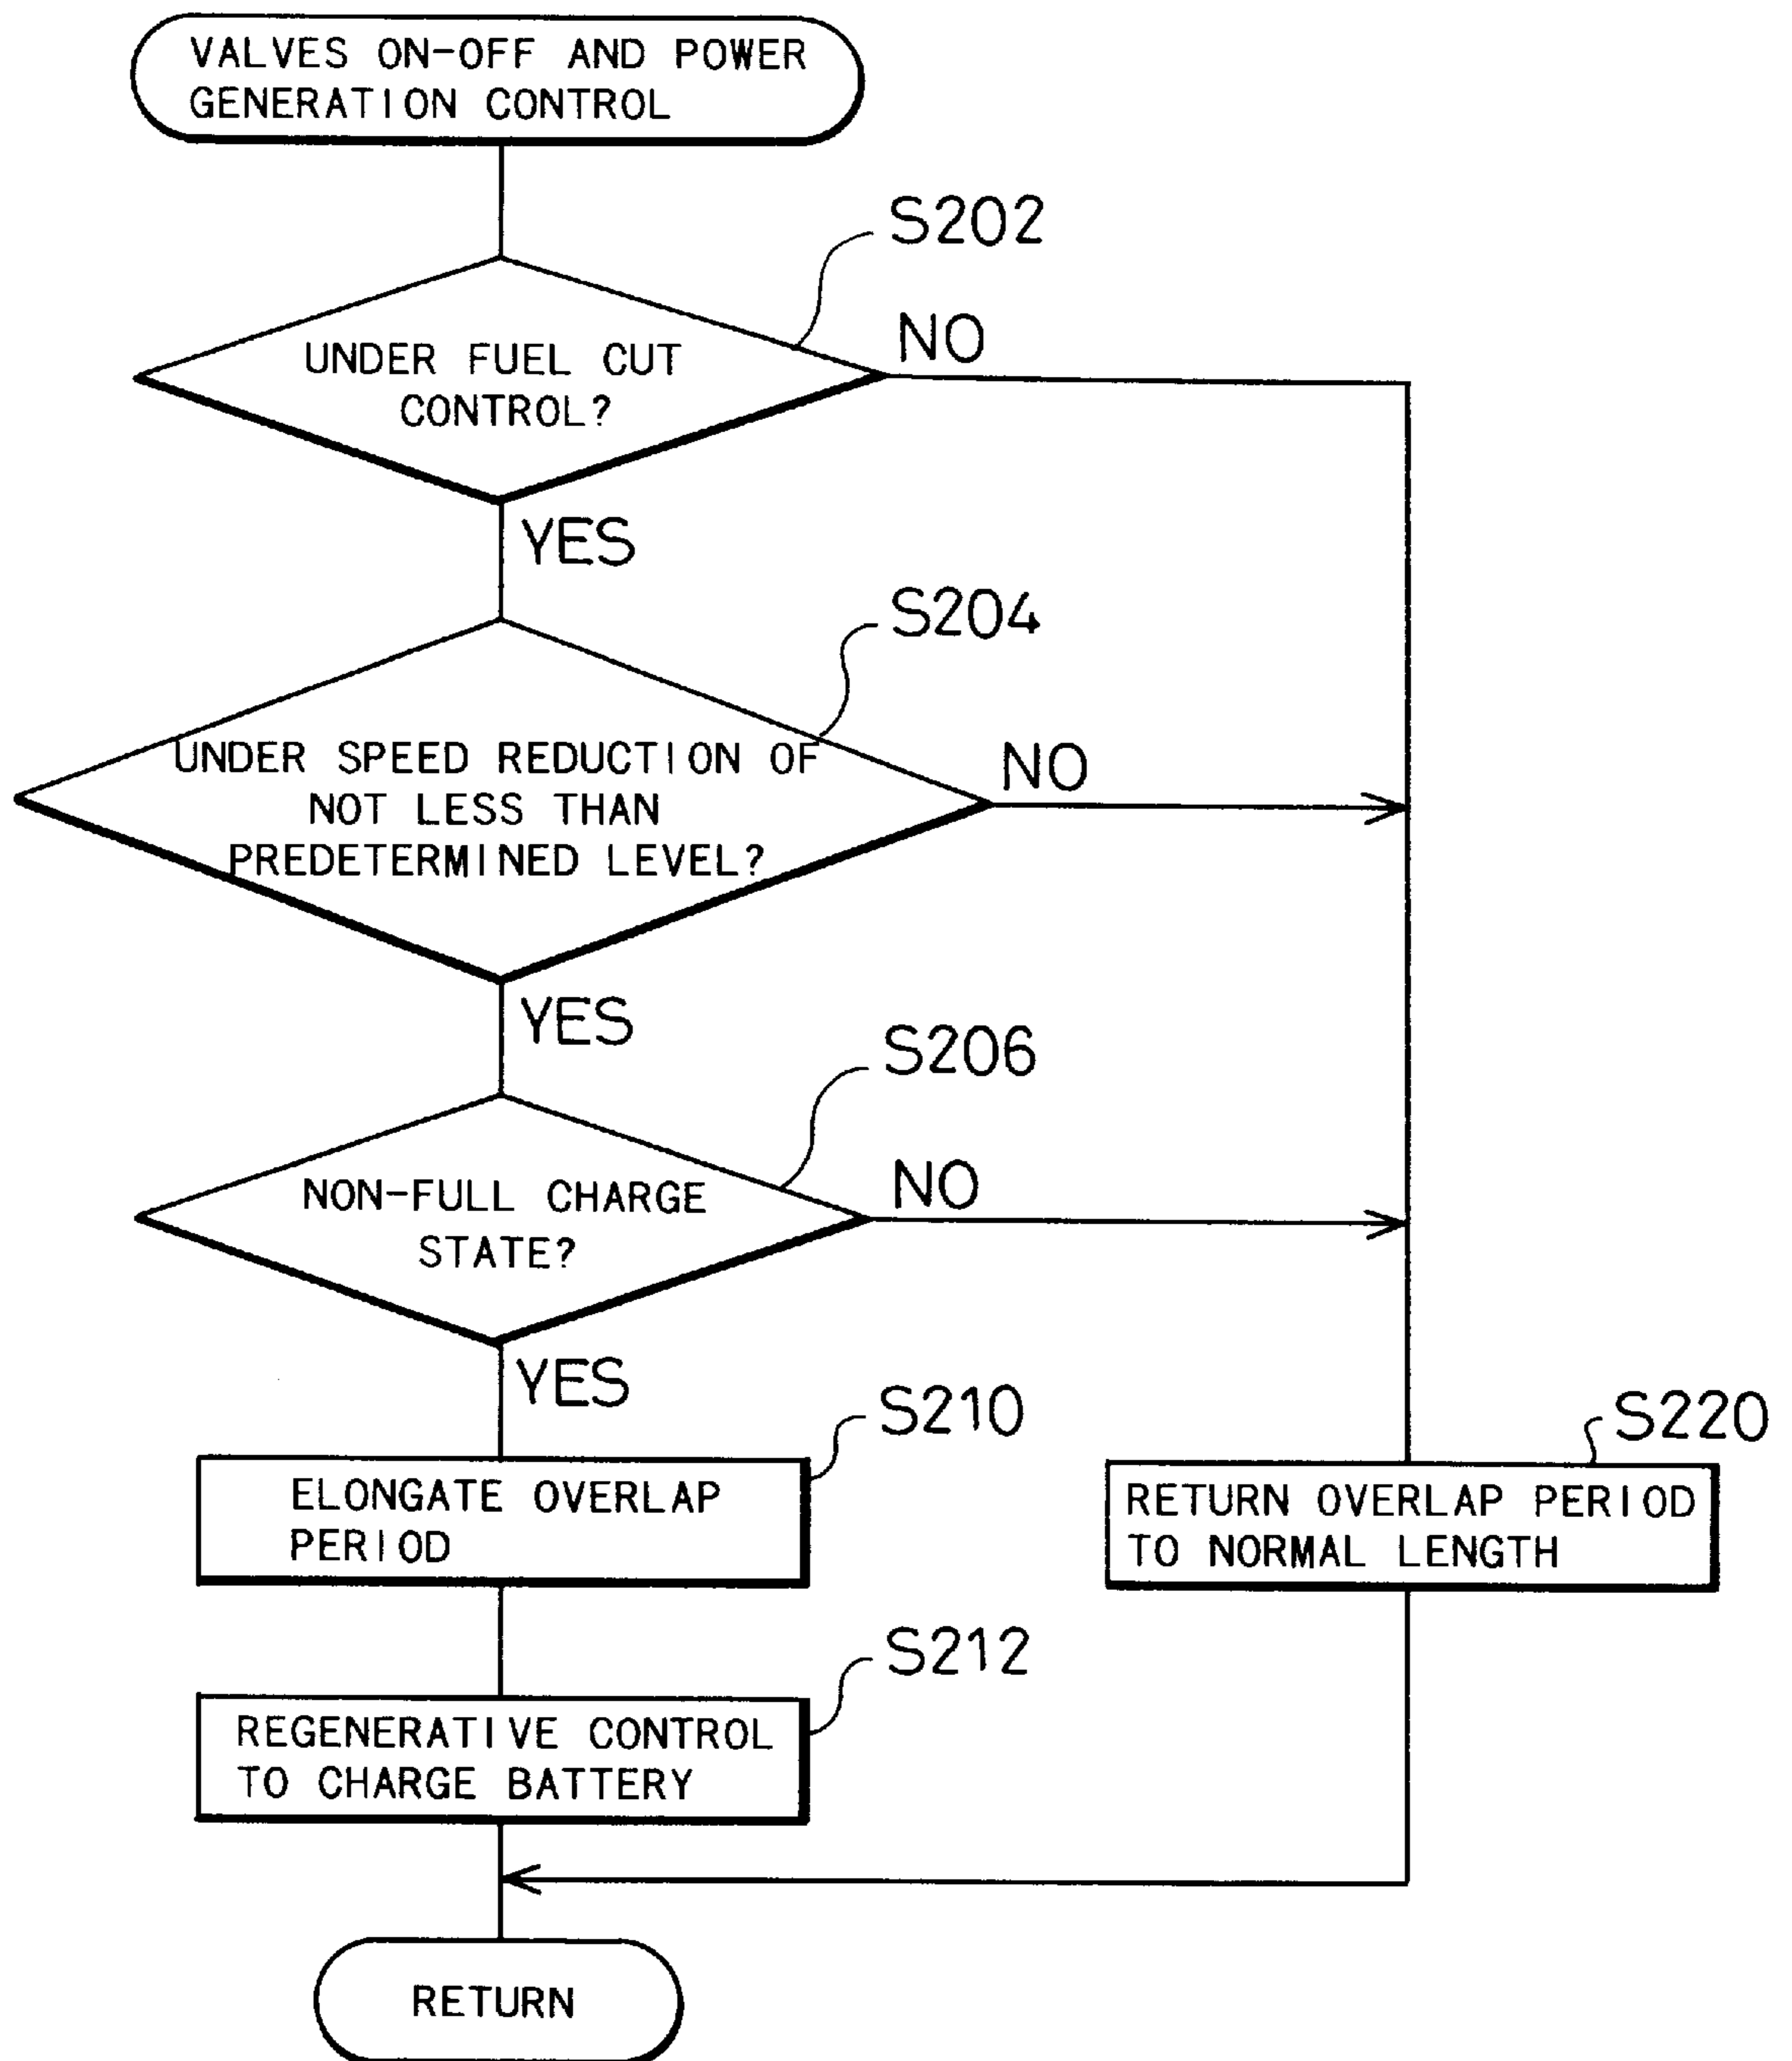 VALVES ON-OFF AND POWER
GENERATION CONTROL
S202
UNDER FUEL CUT
CONTROL?
NO
YES
S204
UNDER SPEED REDUCTION OF
NOT LESS THAN
PREDETERMINED LEVEL?
NO
YES
S206
NON-FULL CHARGE
STATE?
NO
YES
S210
ELONGATE OVERLAP
PERIOD
S220
RETURN OVERLAP PERIOD
TO NORMAL LENGTH
S212
REGENERATIVE CONTROL
TO CHARGE BATTERY
RETURN